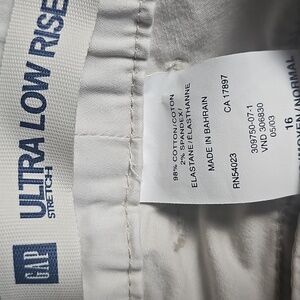 GAP
ULTRA LOW RISE
STRETCH
98% COTTON/COTON
2% SPANDEX/
ELASTANE/ELASTHANNE
MADE IN BAHRAIN
RN54023
CA 17897
309750-07-1
VND 306830
05/03
16